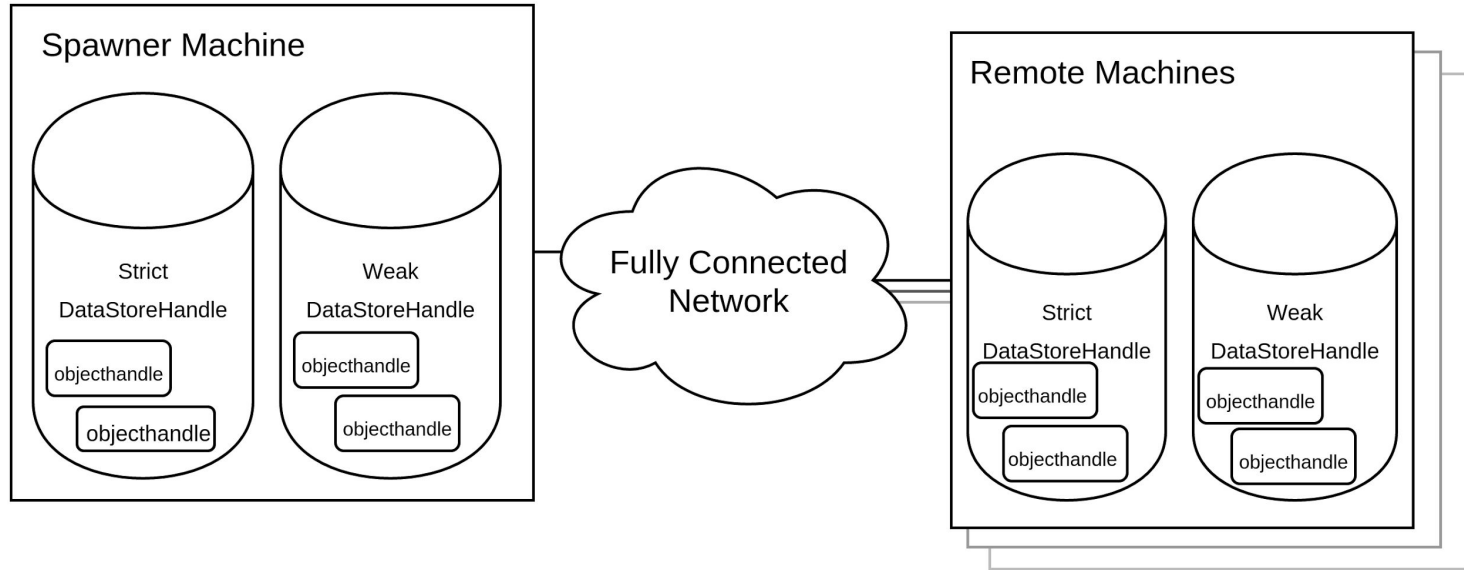 Spawner Machine
Strict
DataStoreHandle
objecthandle
objecthandle
Weak
DataStoreHandle
objecthandle
objecthandle
Fully Connected
Network
Remote Machines
Strict
DataStoreHandle
objecthandle
objecthandle
Weak
DataStoreHandle
objecthandle
objecthandle